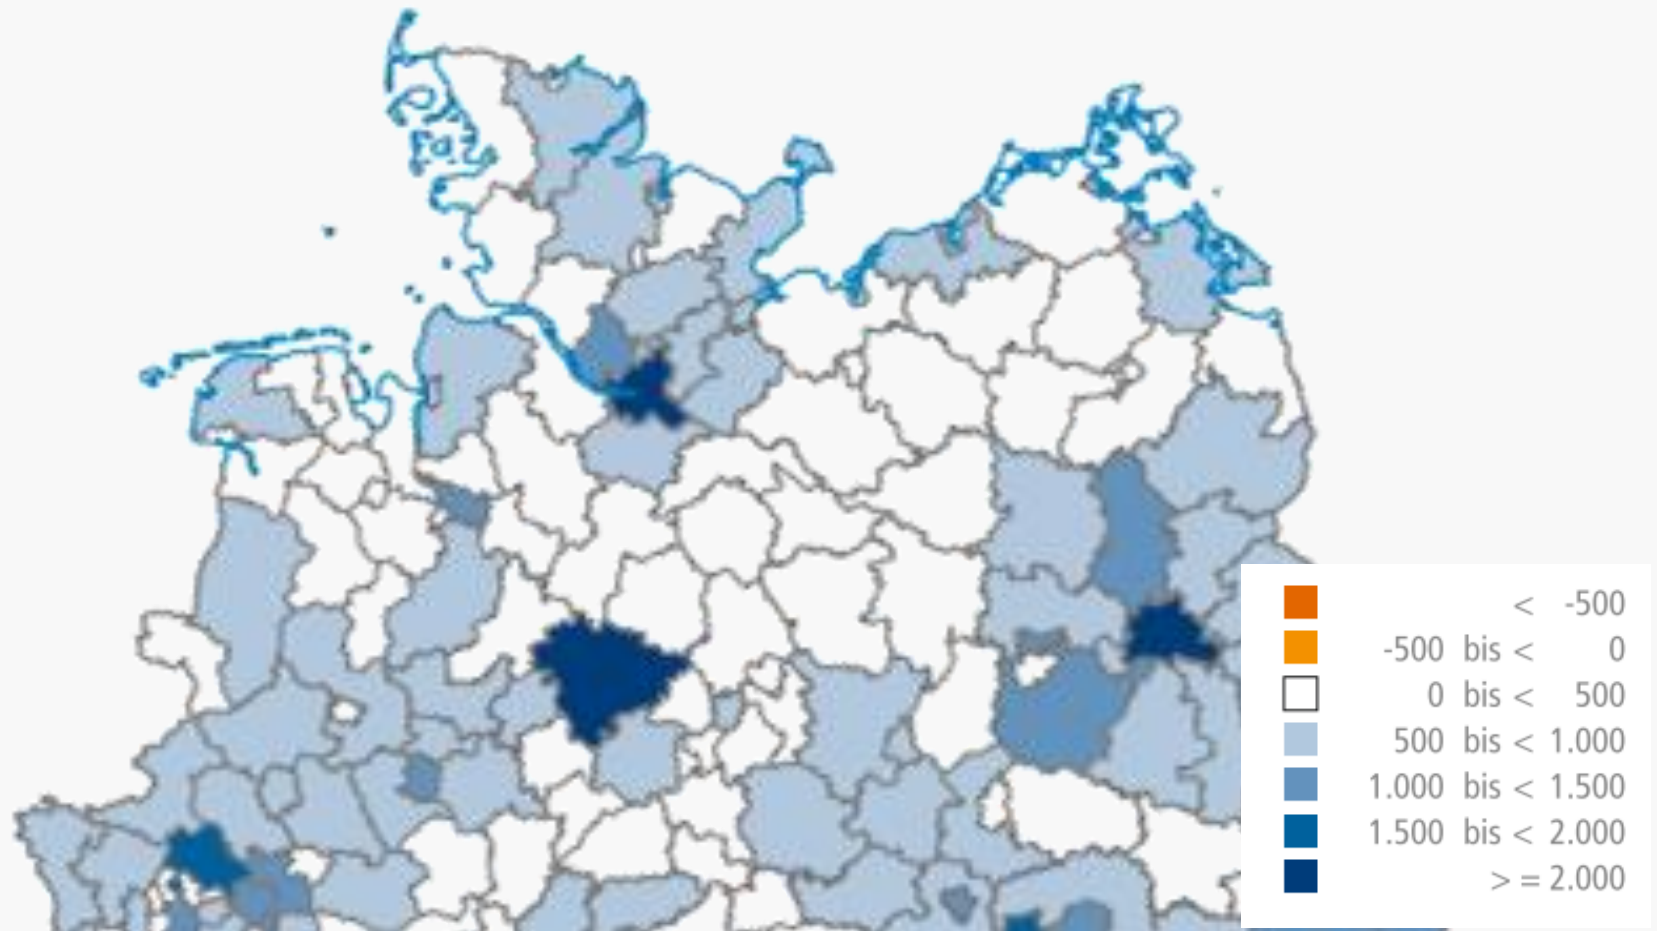 < -500
-500 bis < 0
0 bis < 500
500 bis < 1.000
1.000 bis < 1.500
1.500 bis < 2.000
> = 2.000